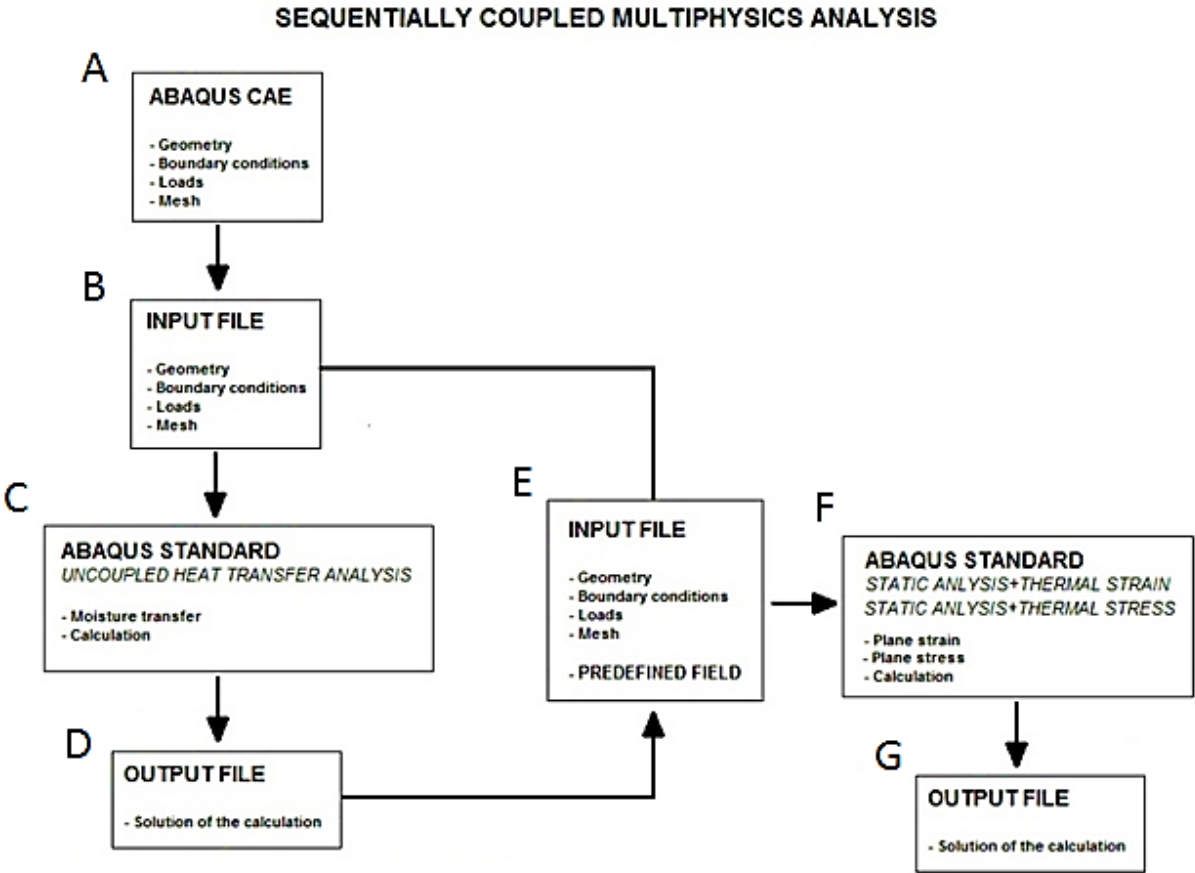 SEQUENTIALLY COUPLED MULTIPHYSICS ANALYSIS
A
ABAQUS CAE
- Geometry
- Boundary conditions
- Loads
- Mesh
B
INPUT FILE
- Geometry
- Boundary conditions
- Loads
- Mesh
C
ABAQUS STANDARD
UNCOUPLED HEAT TRANSFER ANALYSIS
- Moisture transfer
- Calculation
D
OUTPUT FILE
- Solution of the calculation
E
INPUT FILE
- Geometry
- Boundary conditions
- Loads
- Mesh
- PREDEFINED FIELD
F
ABAQUS STANDARD
STATIC ANLYSIS+THERMAL STRAIN
STATIC ANLYSIS+THERMAL STRESS
- Plane strain
- Plane stress
- Calculation
G
OUTPUT FILE
- Solution of the calculation